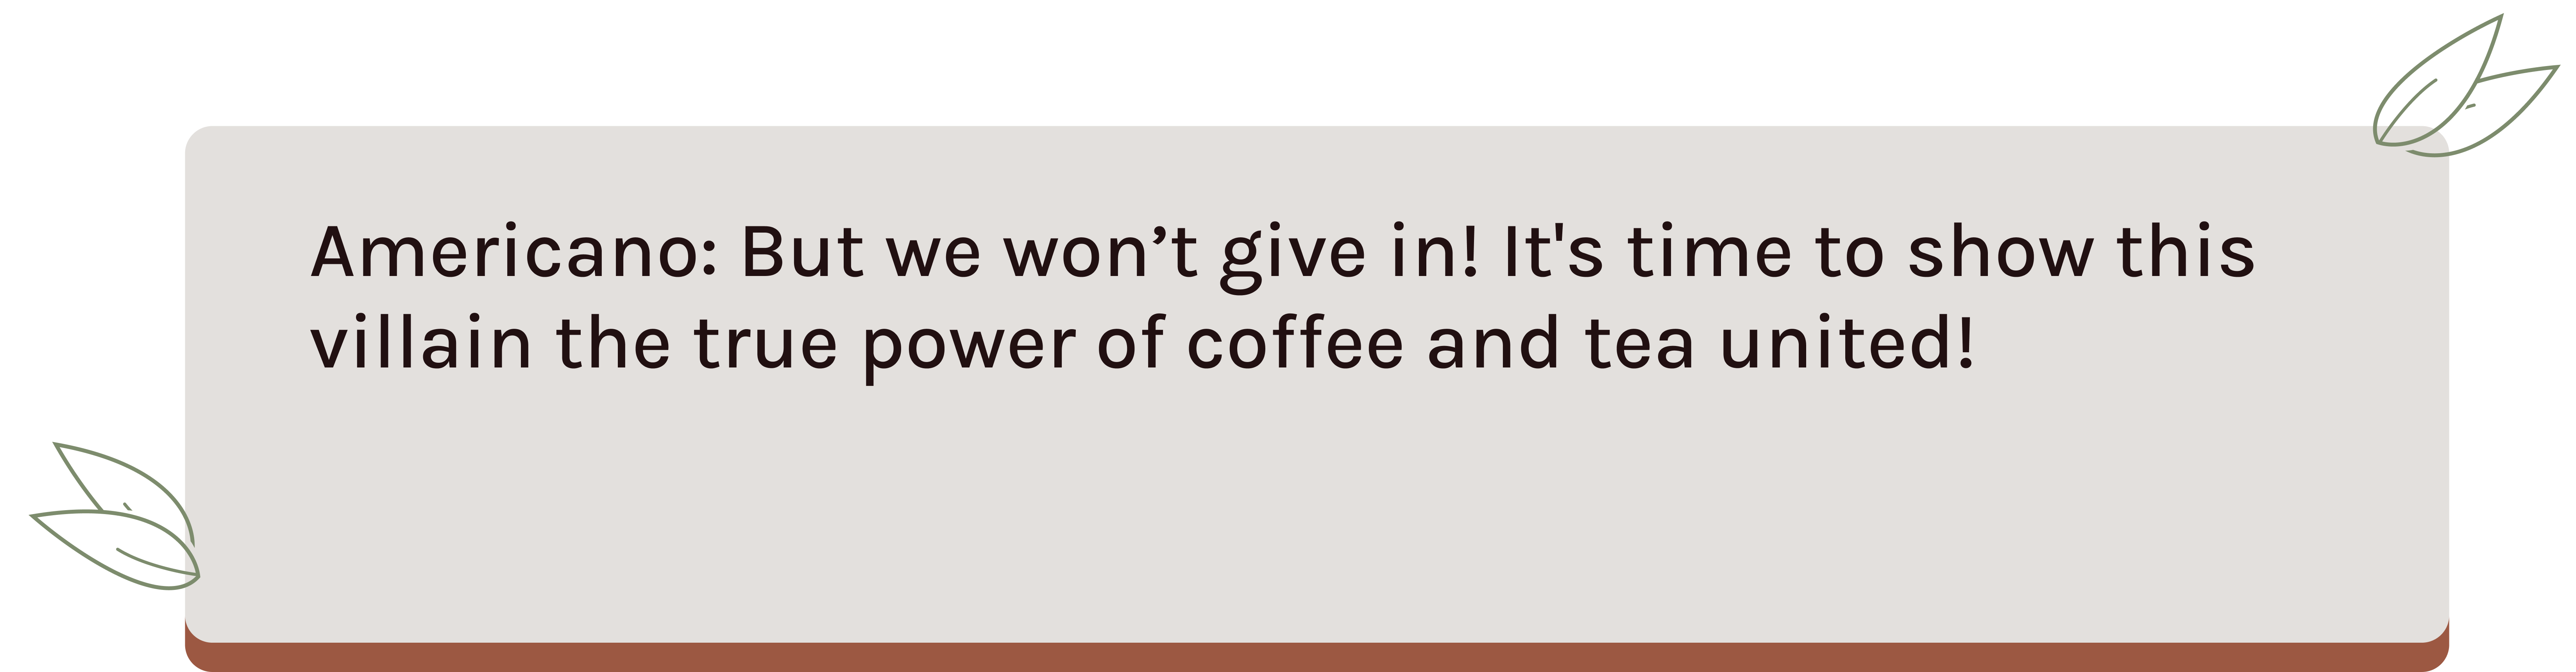 Americano: But we won’t give in! It's time to show this
villain the true power of coffee and tea united!